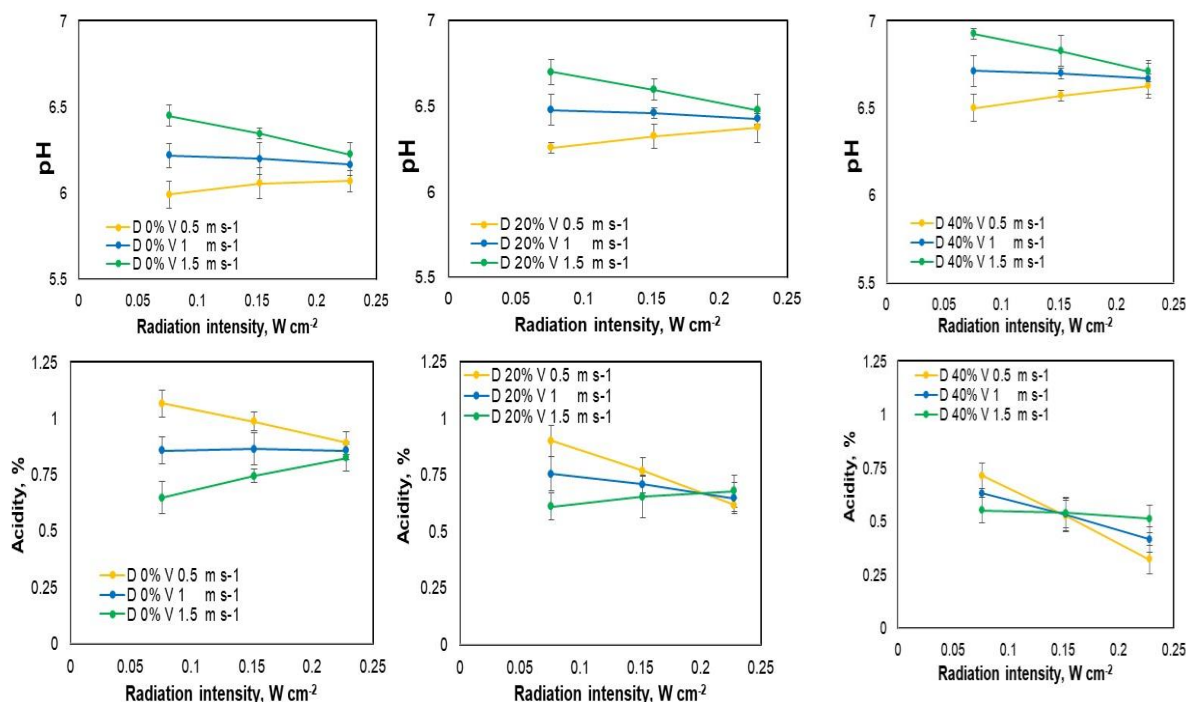 7
6.5
6
5.5
pH
D 0% V 0.5 m s-1
D 0% V 1 m s-1
D 0% V 1.5 m s-1
0 0.05 0.1 0.15 0.2 0.25
Radiation intensity, W cm-2
7
6.5
6
5.5
pH
D 20% V 0.5 m s-1
D 20% V 1 m s-1
D 20% V 1.5 m s-1
0 0.05 0.1 0.15 0.2 0.25
Radiation intensity, W cm-2
7
6.5
6
5.5
pH
D 40% V 0.5 m s-1
D 40% V 1 m s-1
D 40% V 1.5 m s-1
0 0.05 0.1 0.15 0.2 0.25
Radiation intensity, W cm-2
1.25
1
0.75
0.5
0.25
0
Acidity, %
D 0% V 0.5 m s-1
D 0% V 1 m s-1
D 0% V 1.5 m s-1
0 0.05 0.1 0.15 0.2 0.25
Radiation intensity, W cm-2
1.25
1
0.75
0.5
0.25
0
Acidity, %
D 20% V 0.5 m s-1
D 20% V 1 m s-1
D 20% V 1.5 m s-1
0 0.05 0.1 0.15 0.2 0.25
Radiation intensity, W cm-2
1.25
1
0.75
0.5
0.25
0
Acidity, %
D 40% V 0.5 m s-1
D 40% V 1 m s-1
D 40% V 1.5 m s-1
0 0.05 0.1 0.15 0.2 0.25
Radiation intensity, W cm-2